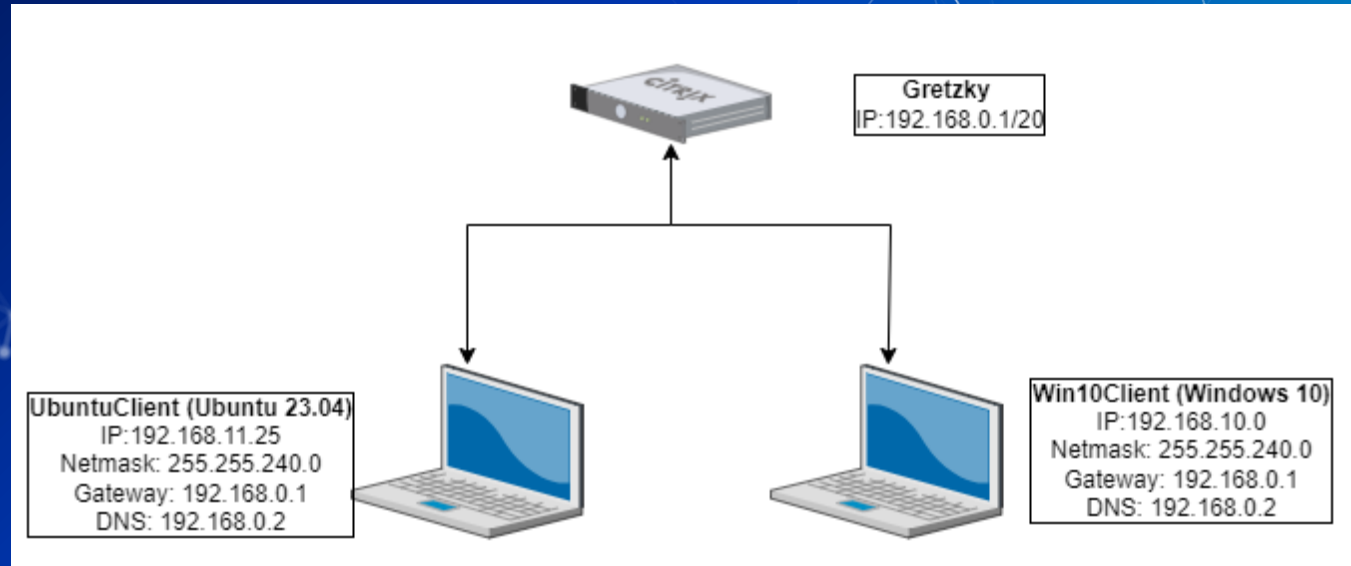 CITRIX
Gretzky
IP:192.168.0.1/20
UbuntuClient (Ubuntu 23.04)
IP:192.168.11.25
Netmask: 255.255.240.0
Gateway: 192.168.0.1
DNS: 192.168.0.2
Win10Client (Windows 10)
IP:192.168.10.0
Netmask: 255.255.240.0
Gateway: 192.168.0.1
DNS: 192.168.0.2